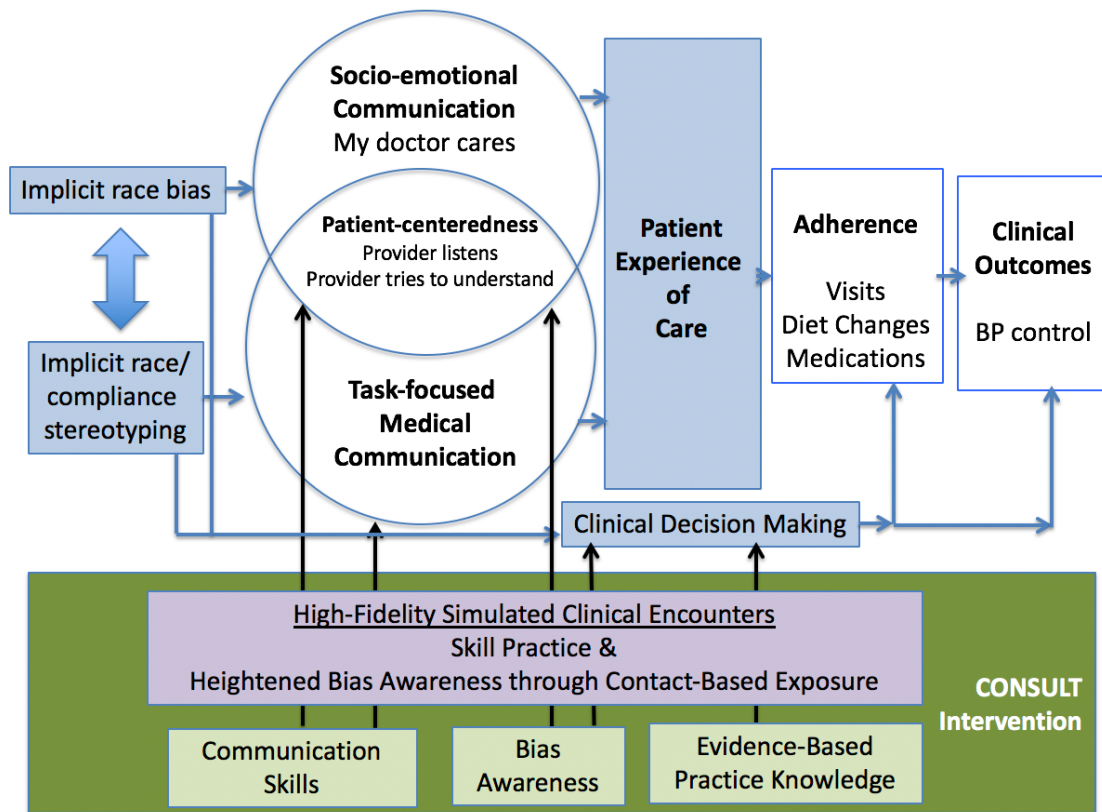 Socio-emotional
Communication
My doctor cares
Implicit race bias
Patient-centeredness
Provider listens
Provider tries to understand
Patient
Experience
of
Care
Adherence
Visits
Diet Changes
Medications
Clinical
Outcomes
BP control
Implicit race/
compliance
stereotyping
Task-focused
Medical
Communication
Clinical Decision Making
High-Fidelity Simulated Clinical Encounters
Skill Practice &
Heightened Bias Awareness through Contact-Based Exposure
CONSULT
Intervention
Communication
Skills
Bias
Awareness
Evidence-Based
Practice Knowledge